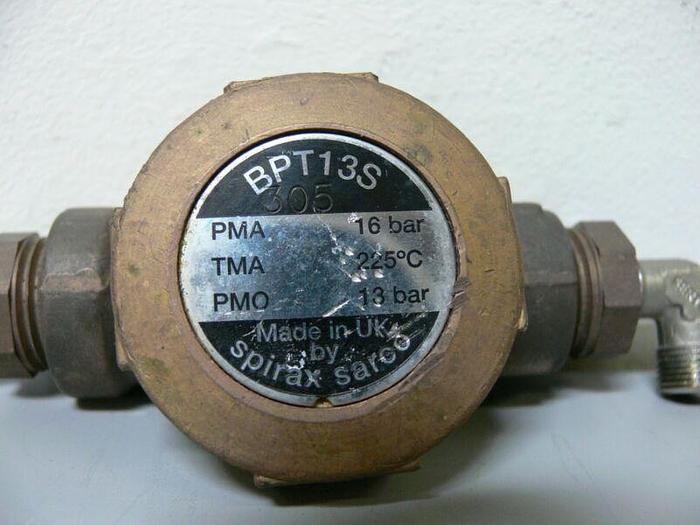 BPT13S
305
PMA 16 bar
TMA 225°C
PMO 13 bar
Made in UK
by
spirax sarco